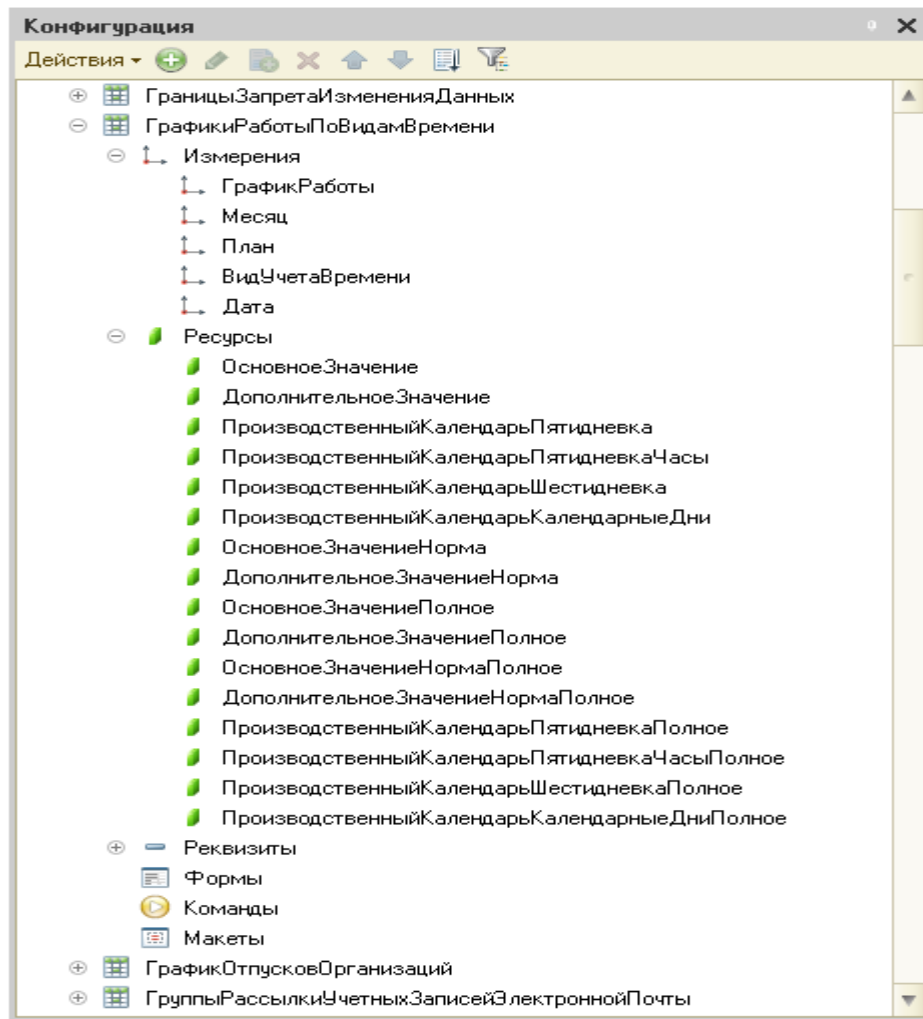 Конфигурация
Действия
ГраницыЗапретаИзмененияДанных
ГрафикиРаботыПоВидамВремени
Измерения
ГрафикРаботы
Месяц
План
ВидУчетаВремени
Дата
Ресурсы
ОсновноеЗначение
ДополнительноеЗначение
ПроизводственныйКалендарьПятидневка
ПроизводственныйКалендарьПятидневкаЧасы
ПроизводственныйКалендарьШестидневка
ПроизводственныйКалендарьКалендарныеДни
ОсновноеЗначениеНорма
ДополнительноеЗначениеНорма
ОсновноеЗначениеПолное
ДополнительноеЗначениеПолное
ОсновноеЗначениеНормаПолное
ДополнительноеЗначениеНормаПолное
ПроизводственныйКалендарьПятидневкаПолное
ПроизводственныйКалендарьПятидневкаЧасыПолное
ПроизводственныйКалендарьШестидневкаПолное
ПроизводственныйКалендарьКалендарныеДниПолное
Реквизиты
Формы
Команды
Макеты
ГрафикОтпусковОрганизаций
ГруппыРассылкиУчетныхЗаписейЭлектроннойПочты